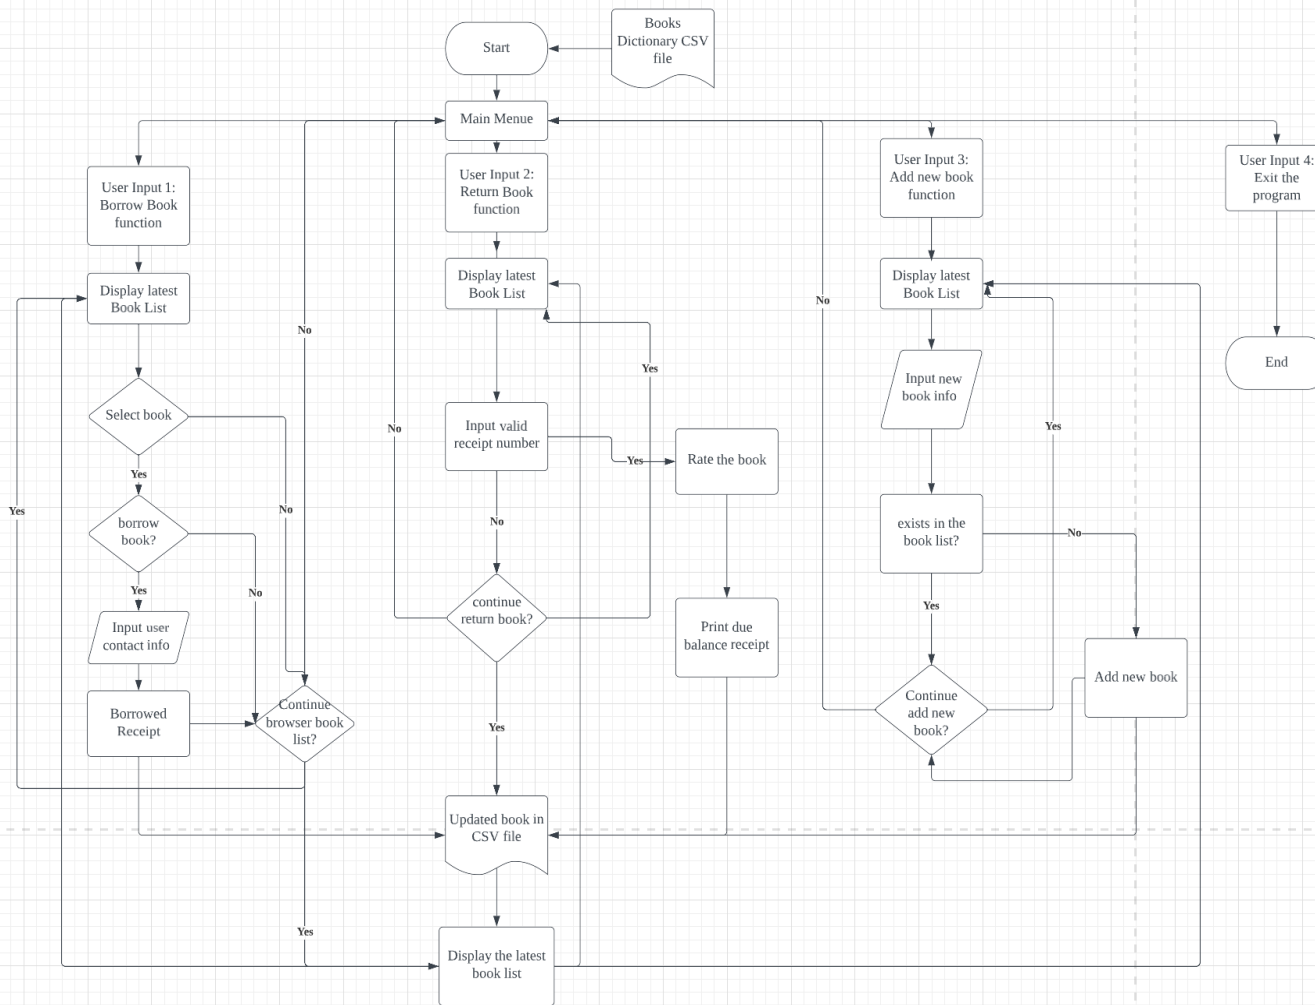 Books
Dictionary CSV
file
Start
Main Menue
User Input 1:
Borrow Book
function
User Input 2:
Return Book
function
User Input 3:
Add new book
function
User Input 4:
Exit the
program
Display latest
Book List
Display latest
Book List
Display latest
Book List
No
No
End
Yes
Input new
book info
Select book
Input valid
receipt number
No
Yes
Yes
Rate the book
Yes
Yes
No
No
borrow
book?
exists in the
book list?
No
Yes
No
continue
return book?
Yes
Input user
contact info
Print due
balance receipt
Add new book
Borrowed
Receipt
Continue
browser book
list?
Continue
add new
book?
Yes
Updated book in
CSV file
Yes
Display the latest
book list